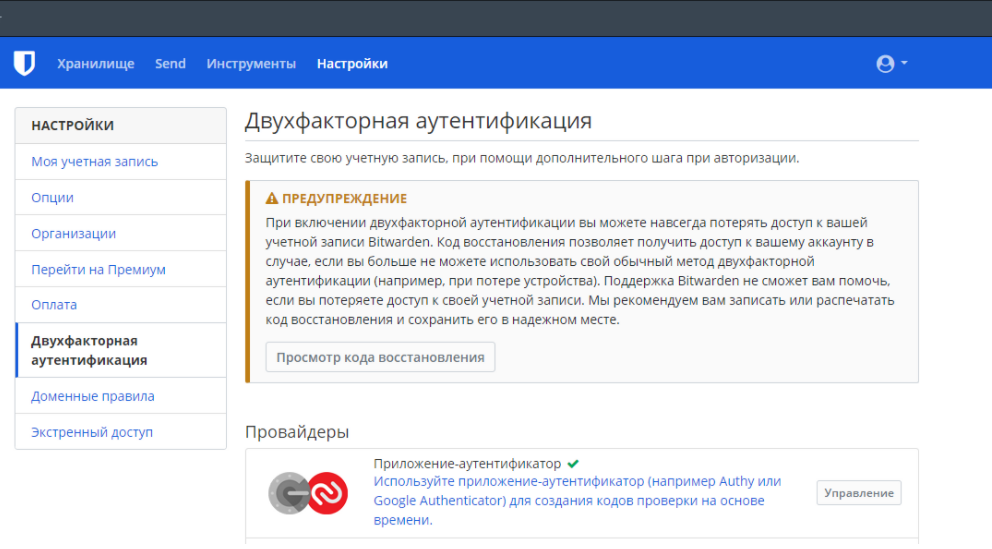 Хранилище Send Инструменты Настройки
НАСТРОЙКИ
Моя учетная запись
Опции
Организации
Перейти на Премиум
Оплата
Двухфакторная
аутентификация
Доменные правила
Экстренный доступ
Двухфакторная аутентификация
Защитите свою учетную запись, при помощи дополнительного шага при авторизации.
ПРЕДУПРЕЖДЕНИЕ
При включении двухфакторной аутентификации вы можете навсегда потерять доступ к вашей
учетной записи Bitwarden. Код восстановления позволяет получить доступ к вашему аккаунту в
случае, если вы больше не можете использовать свой обычный метод двухфакторной
аутентификации (например, при потере устройства). Поддержка Bitwarden не сможет вам помочь,
если вы потеряете доступ к своей учетной записи. Мы рекомендуем вам записать или распечатать
код восстановления и сохранить его в надежном месте.
Просмотр кода восстановления
Провайдеры
Приложение-аутентификатор
Используйте приложение-аутентификатор (например Authy или
Google Authenticator) для создания кодов проверки на основе
времени.
Управление